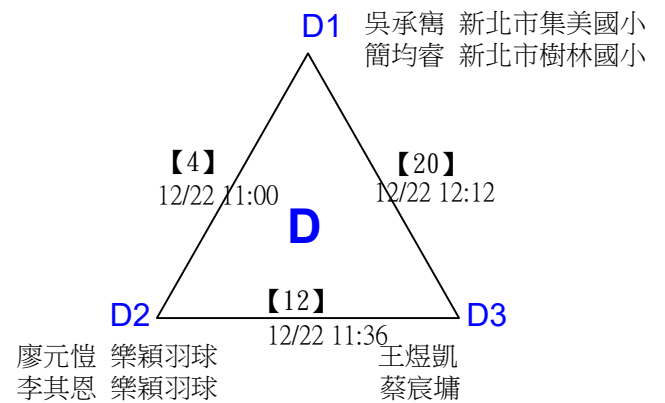 D1
吳承雋 新北市集美國小
簡均睿 新北市樹林國小
【4】
12/22 11:00
【20】
12/22 12:12
D
【12】
12/22 11:36
D2
D3
廖元愷 樂穎羽球
李其恩 樂穎羽球
王煜凱
蔡宸墉